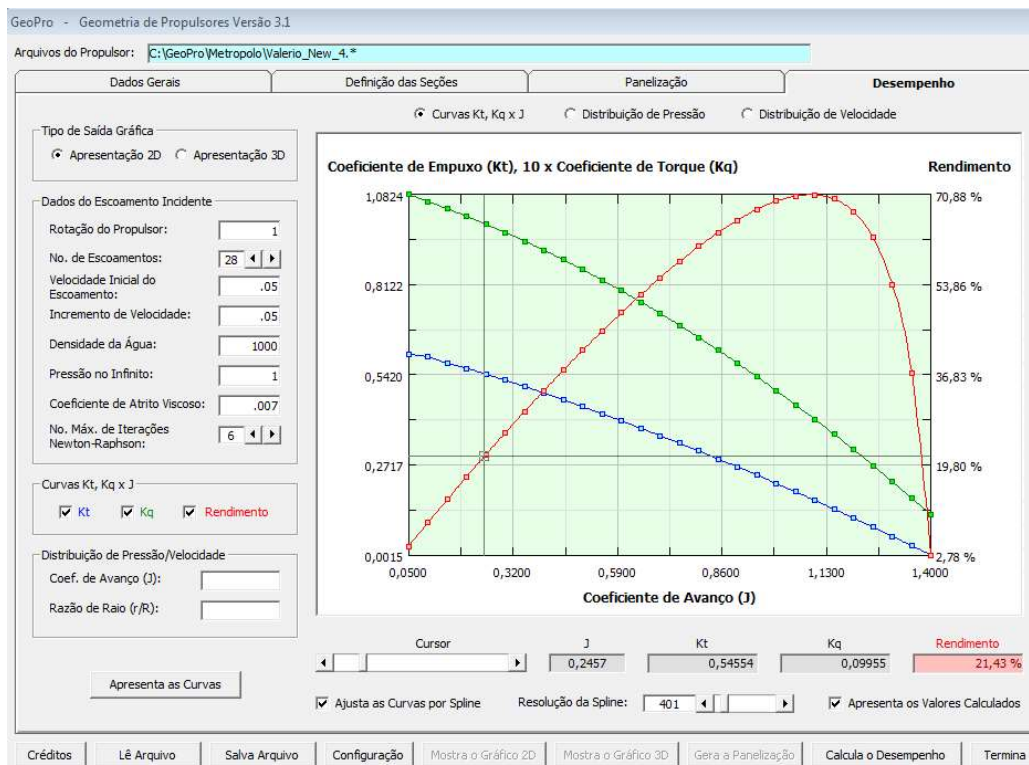 GeoPro - Geometria de Propulsores Versão 3.1
Arquivos do Propulsor: C:\GeoPro\Metropolo\Valerio_New_4.*
Dados Gerais Definição das Seções Panelização Desempenho
Curvas Kt, Kq x J Distribuição de Pressão Distribuição de Velocidade
Tipo de Saída Gráfica
Apresentação 2D Apresentação 3D
Dados do Escoamento Incidente
Rotação do Propulsor: 1
No. de Escoamentos: 28
Velocidade Inicial do
Escoamento: .05
Incremento de Velocidade: .05
Densidade da Água: 1000
Pressão no Infinito: 1
Coeficiente de Atrito Viscoso: .007
No. Máx. de Iterações
Newton-Raphson: 6
Curvas Kt, Kq x J
Kt Kq Rendimento
Distribuição de Pressão/Velocidade
Coef. de Avanço (J):
Razão de Raio (r/R):
Apresenta as Curvas
Coeficiente de Empuxo (Kt), 10 x Coeficiente de Torque (Kq) Rendimento
1,0824 70,88 %
0,8122 53,86 %
0,5420 36,83 %
0,2717 19,80 %
0,0015 2,78 %
0,0500 0,3200 0,5900 0,8600 1,1300 1,4000
Coeficiente de Avanço (J)
Cursor J Kt Kq Rendimento
0,2457 0,54554 0,09955 21,43 %
Ajusta as Curvas por Spline Resolução da Spline: 401 Apresenta os Valores Calculados
Créditos Lê Arquivo Salva Arquivo Configuração Mostra o Gráfico 2D Mostra o Gráfico 3D Gera a Panelização Calcula o Desempenho Termina